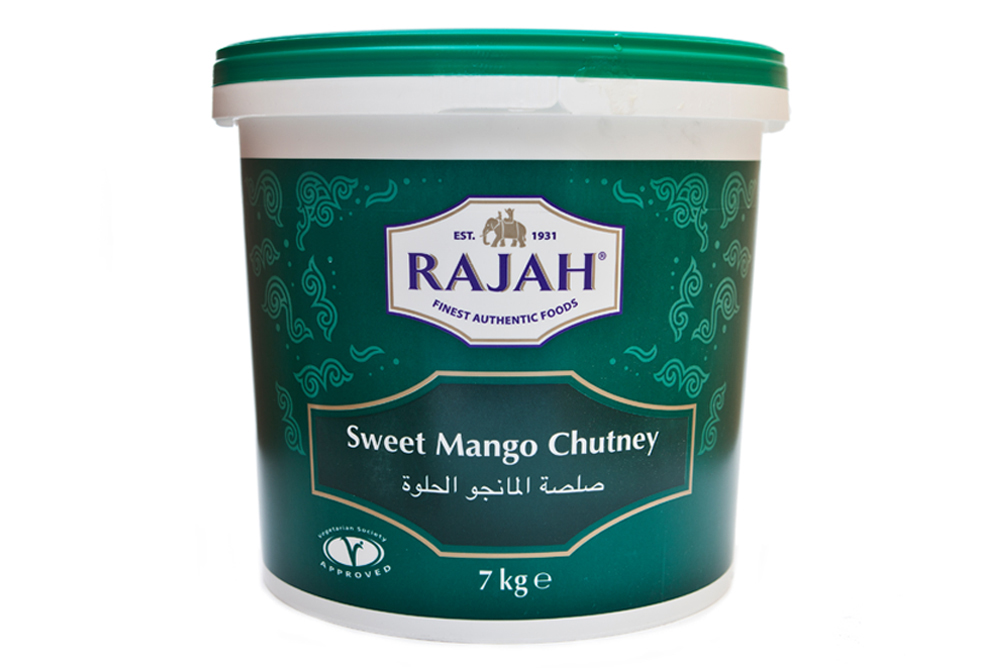 EST. 1931
RAJAH®
FINEST AUTHENTIC FOODS
Sweet Mango Chutney
صلصة المانجو الحلوة
Vegetarian Society
V
APPROVED
7 kg ℮